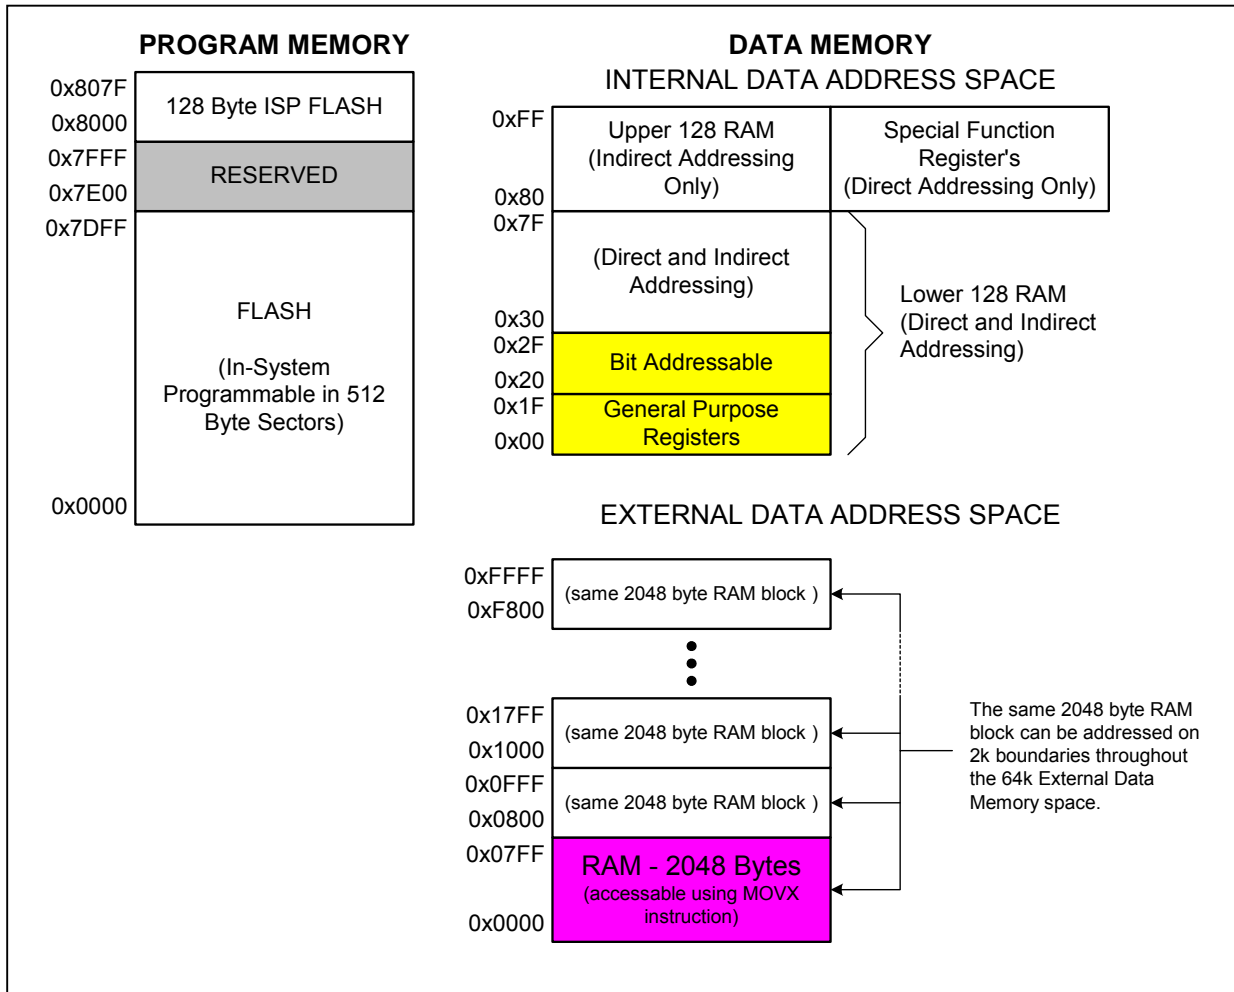 PROGRAM MEMORY
0x807F
0x8000
128 Byte ISP FLASH
0x7FFF
0x7E00
RESERVED
0x7DFF
FLASH
(In-System
Programmable in 512
Byte Sectors)
0x0000
DATA MEMORY
INTERNAL DATA ADDRESS SPACE
0xFF
0x80
Upper 128 RAM
(Indirect Addressing
Only)
Special Function
Register's
(Direct Addressing Only)
0x7F
(Direct and Indirect
Addressing)
0x30
Lower 128 RAM
(Direct and Indirect
Addressing)
0x2F
0x20
Bit Addressable
0x1F
0x00
General Purpose
Registers
EXTERNAL DATA ADDRESS SPACE
0xFFFF
0xF800
(same 2048 byte RAM block )
0x17FF
0x1000
(same 2048 byte RAM block )
0x0FFF
0x0800
(same 2048 byte RAM block )
0x07FF
0x0000
RAM - 2048 Bytes
(accessable using MOVX
instruction)
The same 2048 byte RAM
block can be addressed on
2k boundaries throughout
the 64k External Data
Memory space.